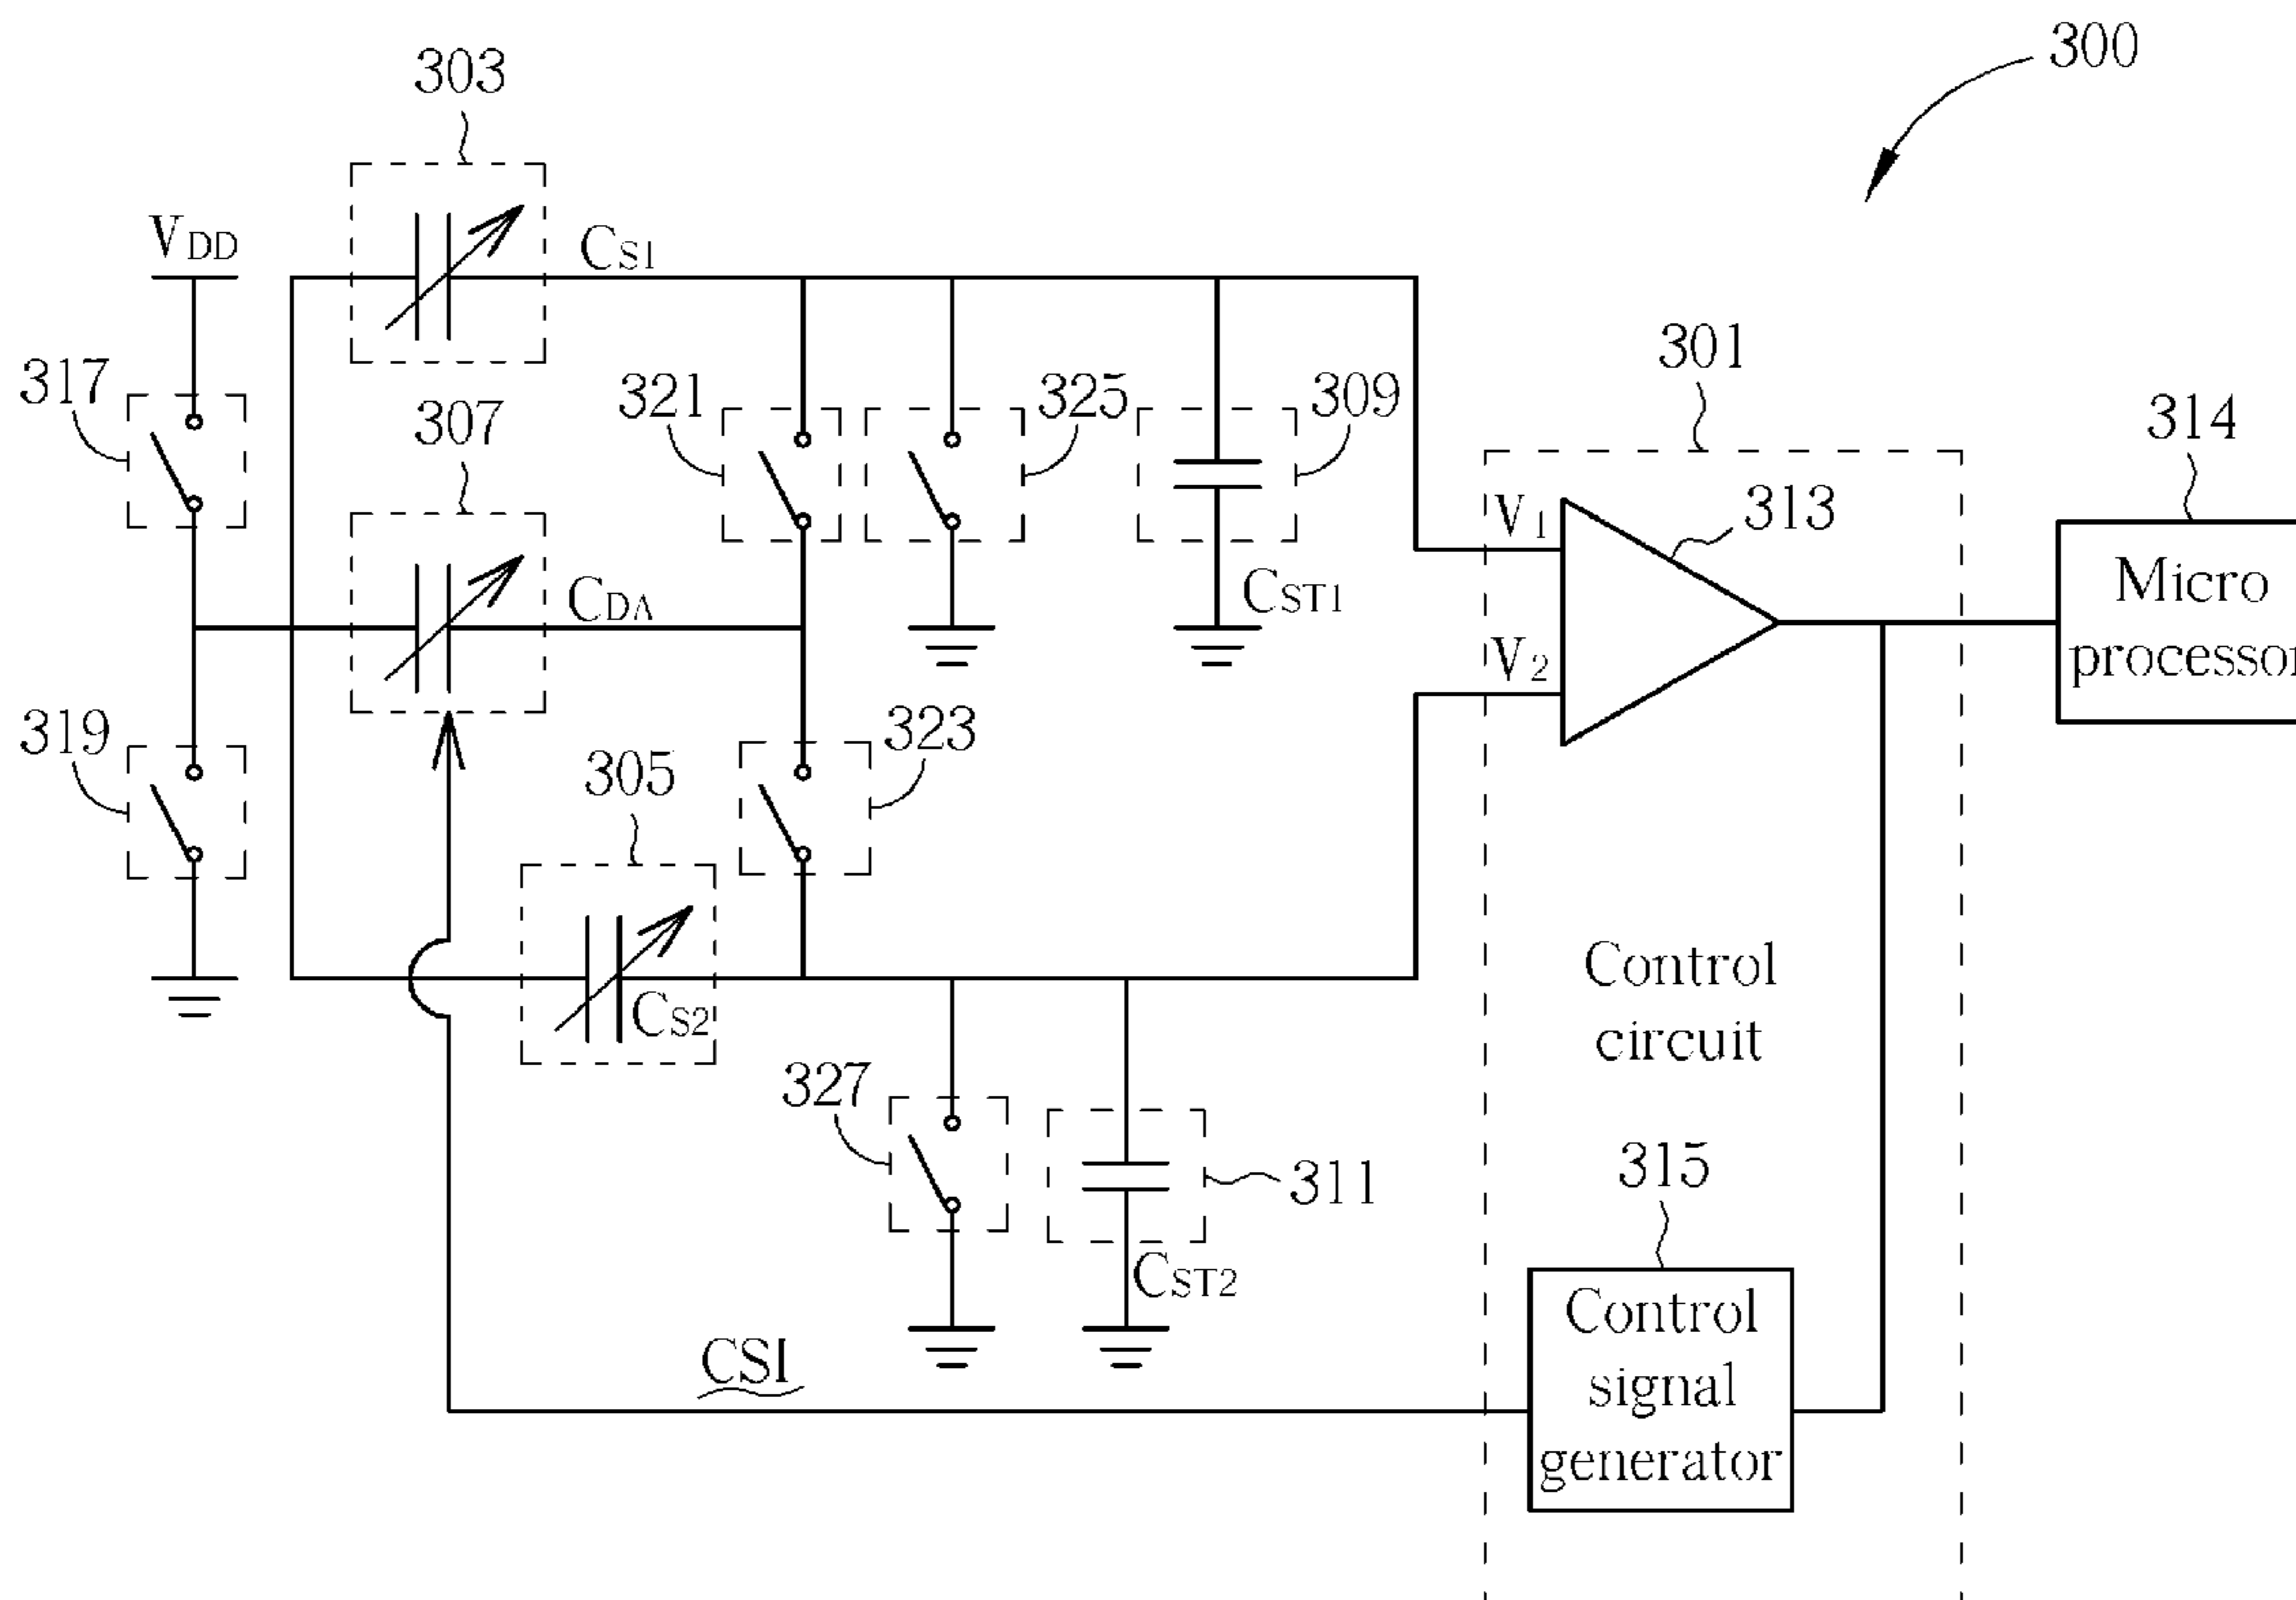 300
303
VDD
CS1
301
317
307
321
325
309
314
V1
313
Micro
processor
CDA
CST1
V2
319
305
323
Control
circuit
CS2
327
311
315
CST2
Control
signal
generator
CSI